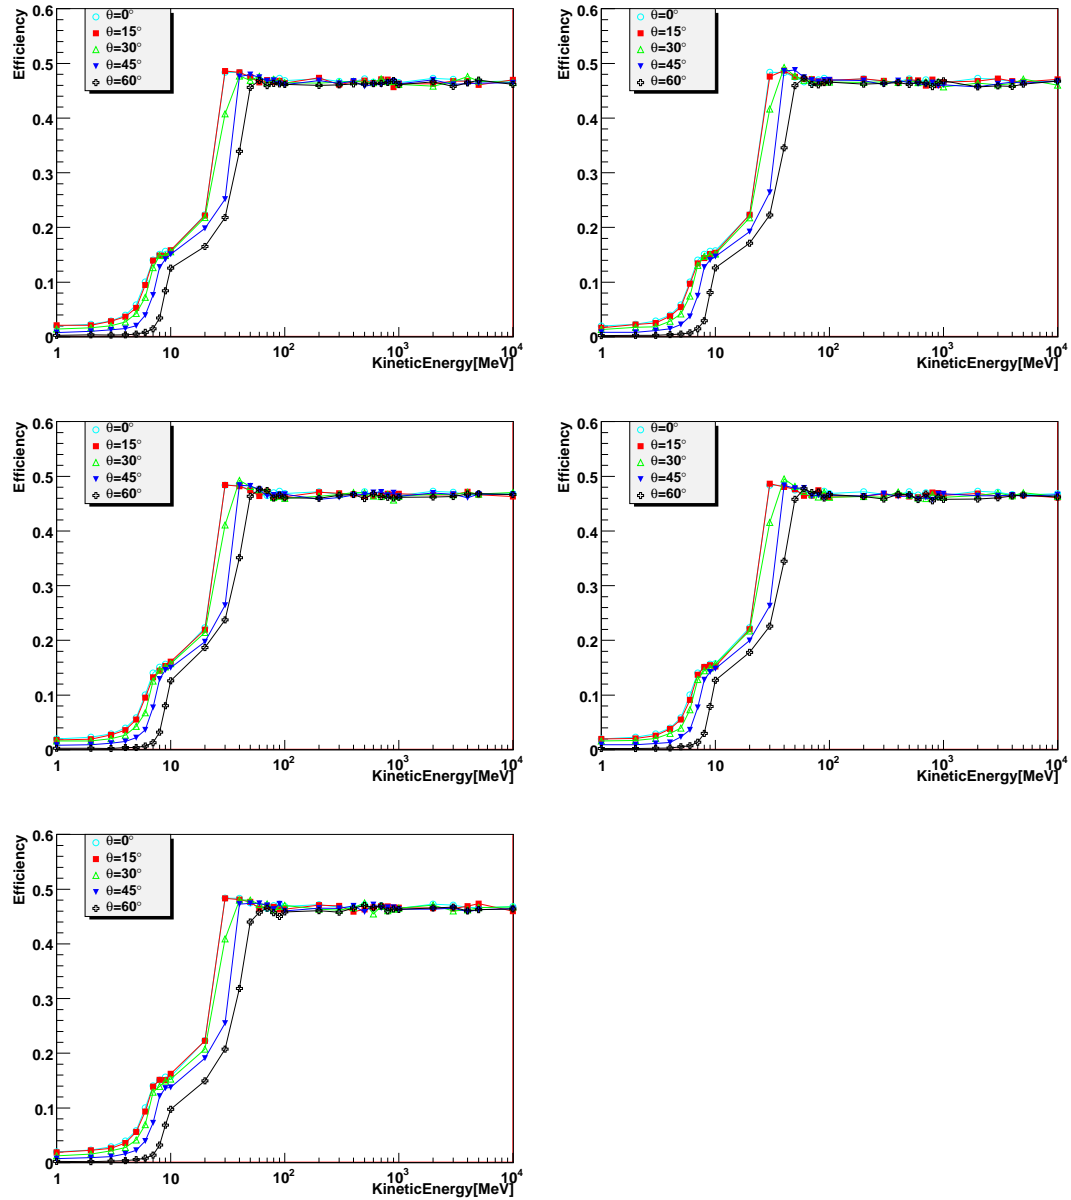 Efficiency
0.6
0.5
0.4
0.3
0.2
0.1
0
θ=0°
θ=15°
θ=30°
θ=45°
θ=60°
1 10 10² 10³ 10⁴
KineticEnergy[MeV]
Efficiency
0.6
0.5
0.4
0.3
0.2
0.1
0
θ=0°
θ=15°
θ=30°
θ=45°
θ=60°
1 10 10² 10³ 10⁴
KineticEnergy[MeV]
Efficiency
0.6
0.5
0.4
0.3
0.2
0.1
0
θ=0°
θ=15°
θ=30°
θ=45°
θ=60°
1 10 10² 10³ 10⁴
KineticEnergy[MeV]
Efficiency
0.6
0.5
0.4
0.3
0.2
0.1
0
θ=0°
θ=15°
θ=30°
θ=45°
θ=60°
1 10 10² 10³ 10⁴
KineticEnergy[MeV]
Efficiency
0.6
0.5
0.4
0.3
0.2
0.1
0
θ=0°
θ=15°
θ=30°
θ=45°
θ=60°
1 10 10² 10³ 10⁴
KineticEnergy[MeV]